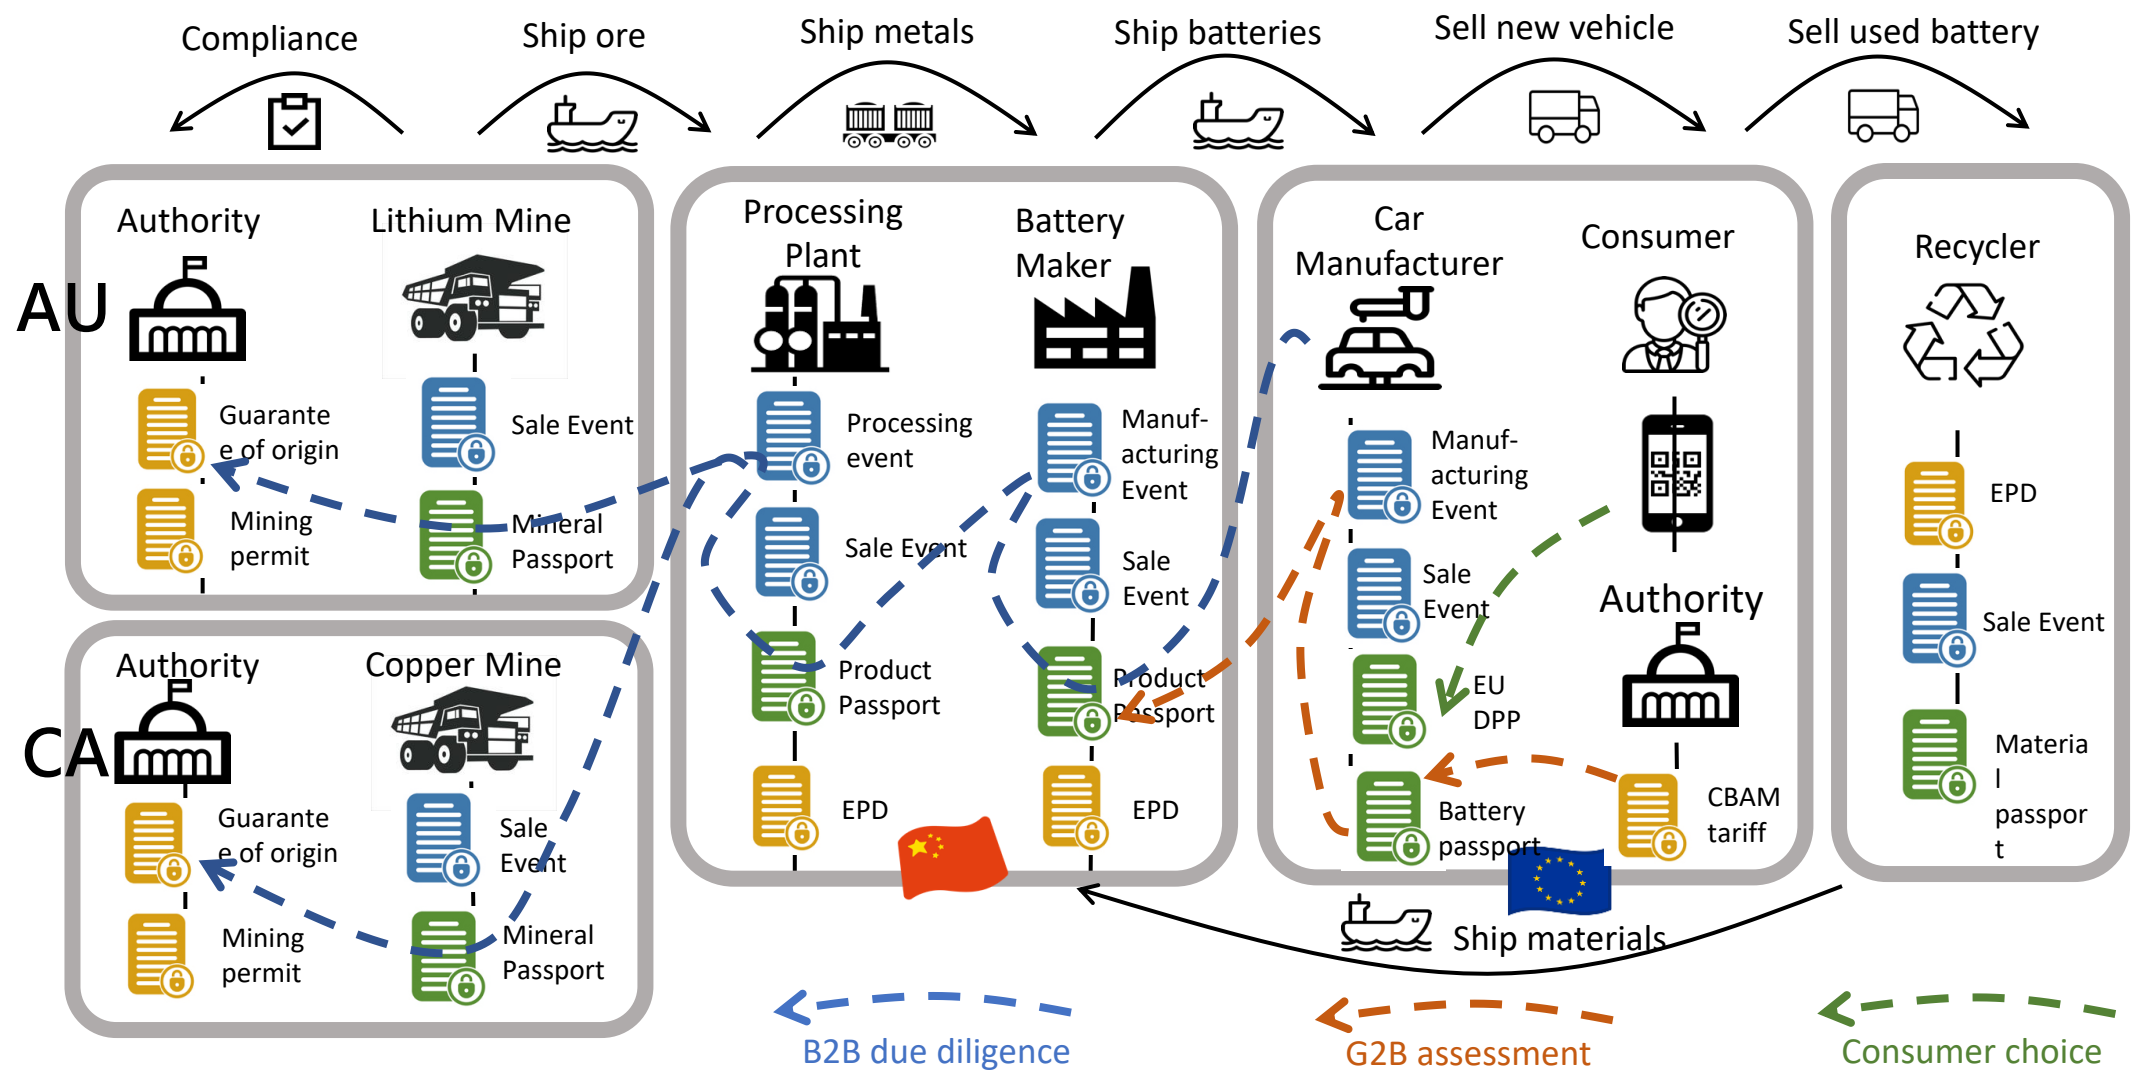 Compliance
Ship ore
Ship metals
Ship batteries
Sell new vehicle
Sell used battery
AU
Authority
Guarante
e of origin
Mining
permit
Lithium Mine
Sale Event
Mineral
Passport
CA
Authority
Guarante
e of origin
Mining
permit
Copper Mine
Sale
Event
Mineral
Passport
Processing
Plant
Processing
event
Sale Event
Product
Passport
EPD
Battery
Maker
Manuf-
acturing
Event
Sale
Event
Product
Passport
EPD
Car
Manufacturer
Manuf-
acturing
Event
Sale
Event
EU
DPP
Battery
passport
Consumer
Authority
CBAM
tariff
Recycler
EPD
Sale Event
Materia
l
passpor
t
Ship materials
B2B due diligence
G2B assessment
Consumer choice